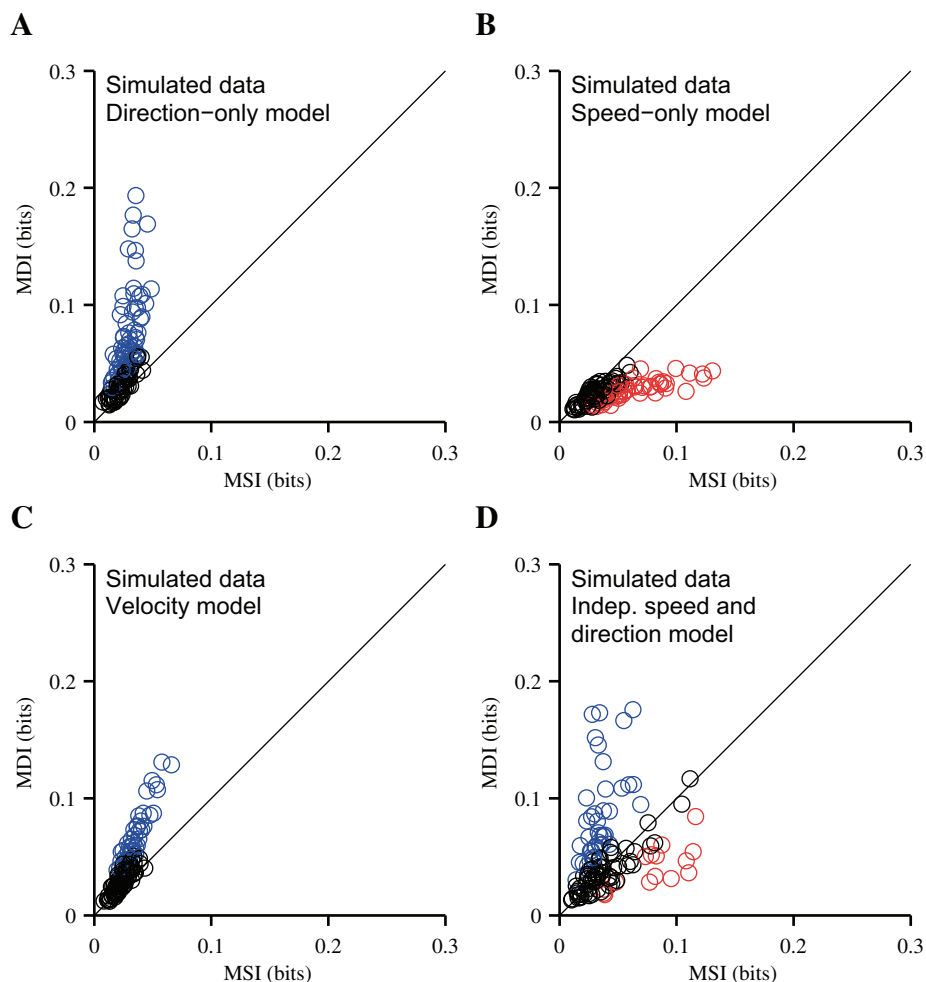 A
Simulated data
Direction−only model
0.3
0.2
0.1
0
MDI (bits)
0
0.1
0.2
0.3
MSI (bits)
B
Simulated data
Speed−only model
0.3
0.2
0.1
0
MDI (bits)
0
0.1
0.2
0.3
MSI (bits)
C
Simulated data
Velocity model
0.3
0.2
0.1
0
MDI (bits)
0
0.1
0.2
0.3
MSI (bits)
D
Simulated data
Indep. speed and
direction model
0.3
0.2
0.1
0
MDI (bits)
0
0.1
0.2
0.3
MSI (bits)